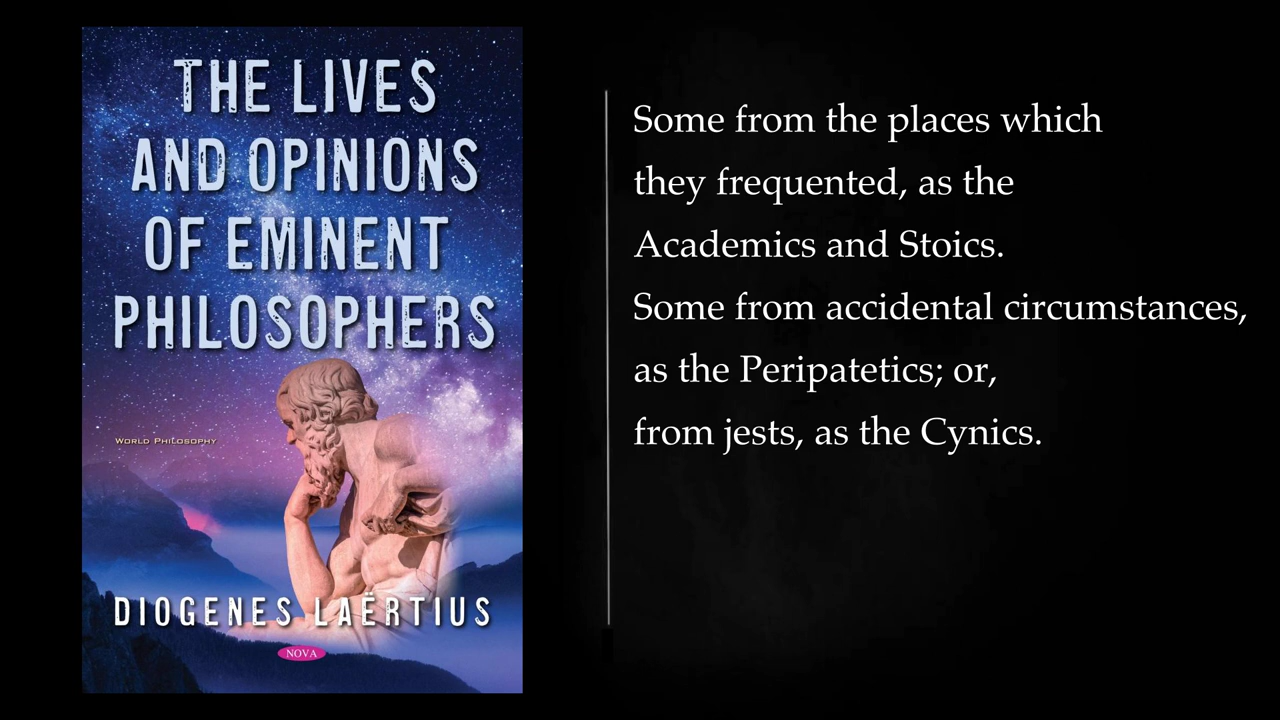 THE LIVES
AND OPINIONS
OF EMINENT
PHILOSOPHERS
WORLD PHILOSOPHY
DIOGENES LAËRTIUS
NOVA
Some from the places which
they frequented, as the
Academics and Stoics.
Some from accidental circumstances,
as the Peripatetics; or,
from jests, as the Cynics.